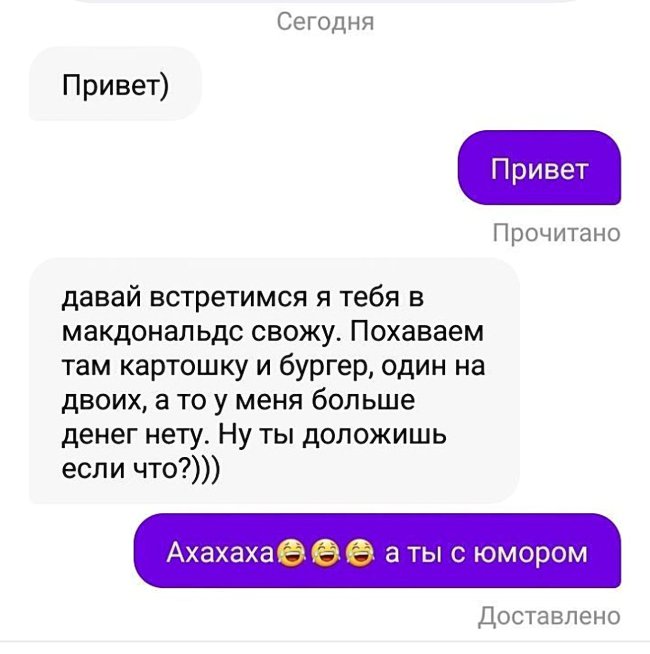 Сегодня
Привет)
Привет
Прочитано
давай встретимся я тебя в
макдональдс свожу. Похаваем
там картошку и бургер, один на
двоих, а то у меня больше
денег нету. Ну ты доложишь
если что?)))
Ахахаха😂😂😂 а ты с юмором
Доставлено